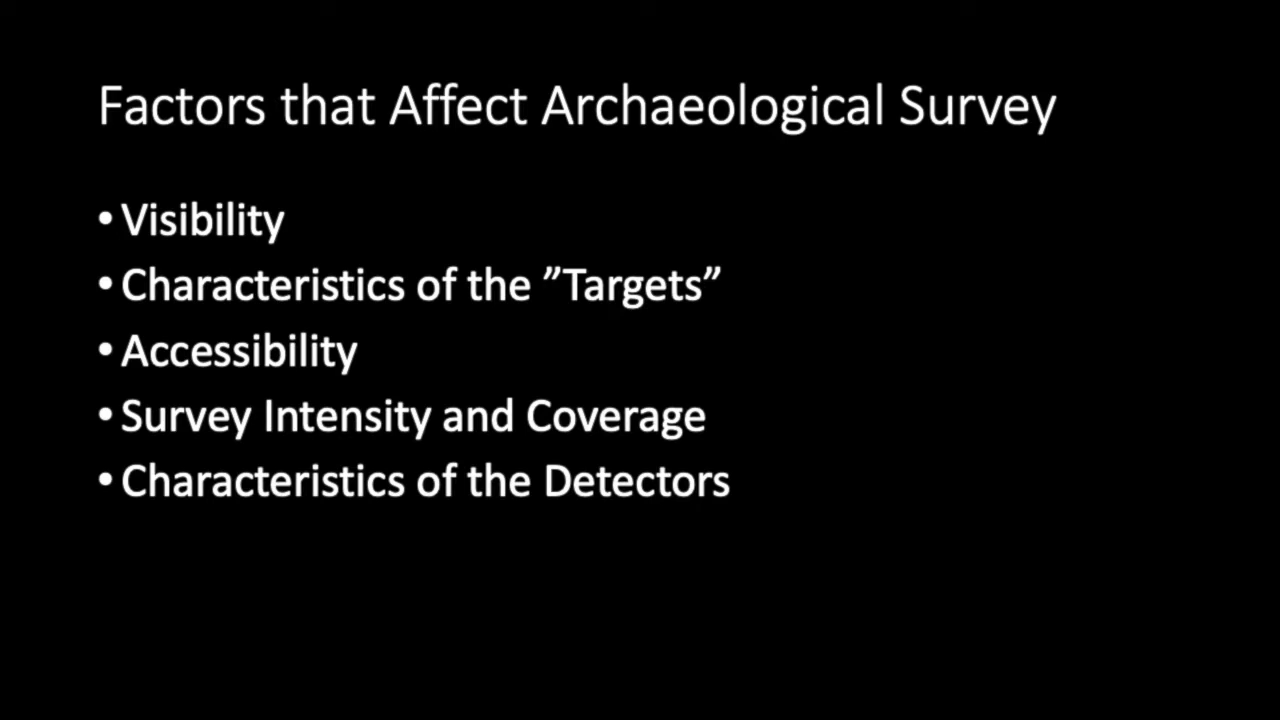 Factors that Affect Archaeological Survey
• Visibility
• Characteristics of the ”Targets”
• Accessibility
• Survey Intensity and Coverage
• Characteristics of the Detectors